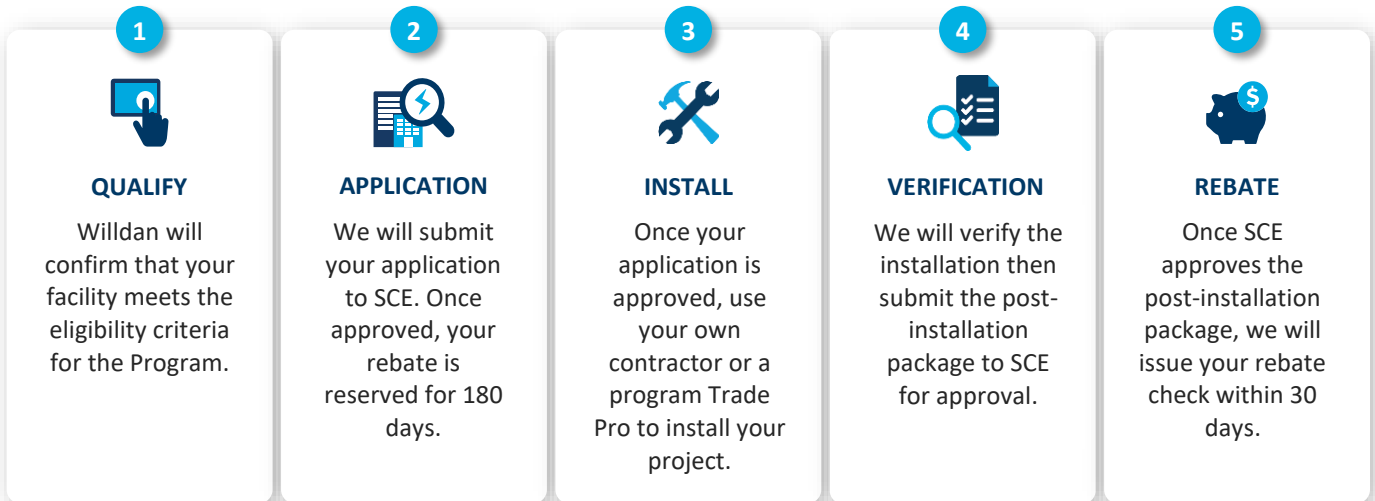 1
QUALIFY
Willdan will
confirm that your
facility meets the
eligibility criteria
for the Program.
2
APPLICATION
We will submit
your application
to SCE. Once
approved, your
rebate is
reserved for 180
days.
3
INSTALL
Once your
application is
approved, use
your own
contractor or a
program Trade
Pro to install your
project.
4
VERIFICATION
We will verify the
installation then
submit the post-
installation
package to SCE
for approval.
5
$
REBATE
Once SCE
approves the
post-installation
package, we will
issue your rebate
check within 30
days.